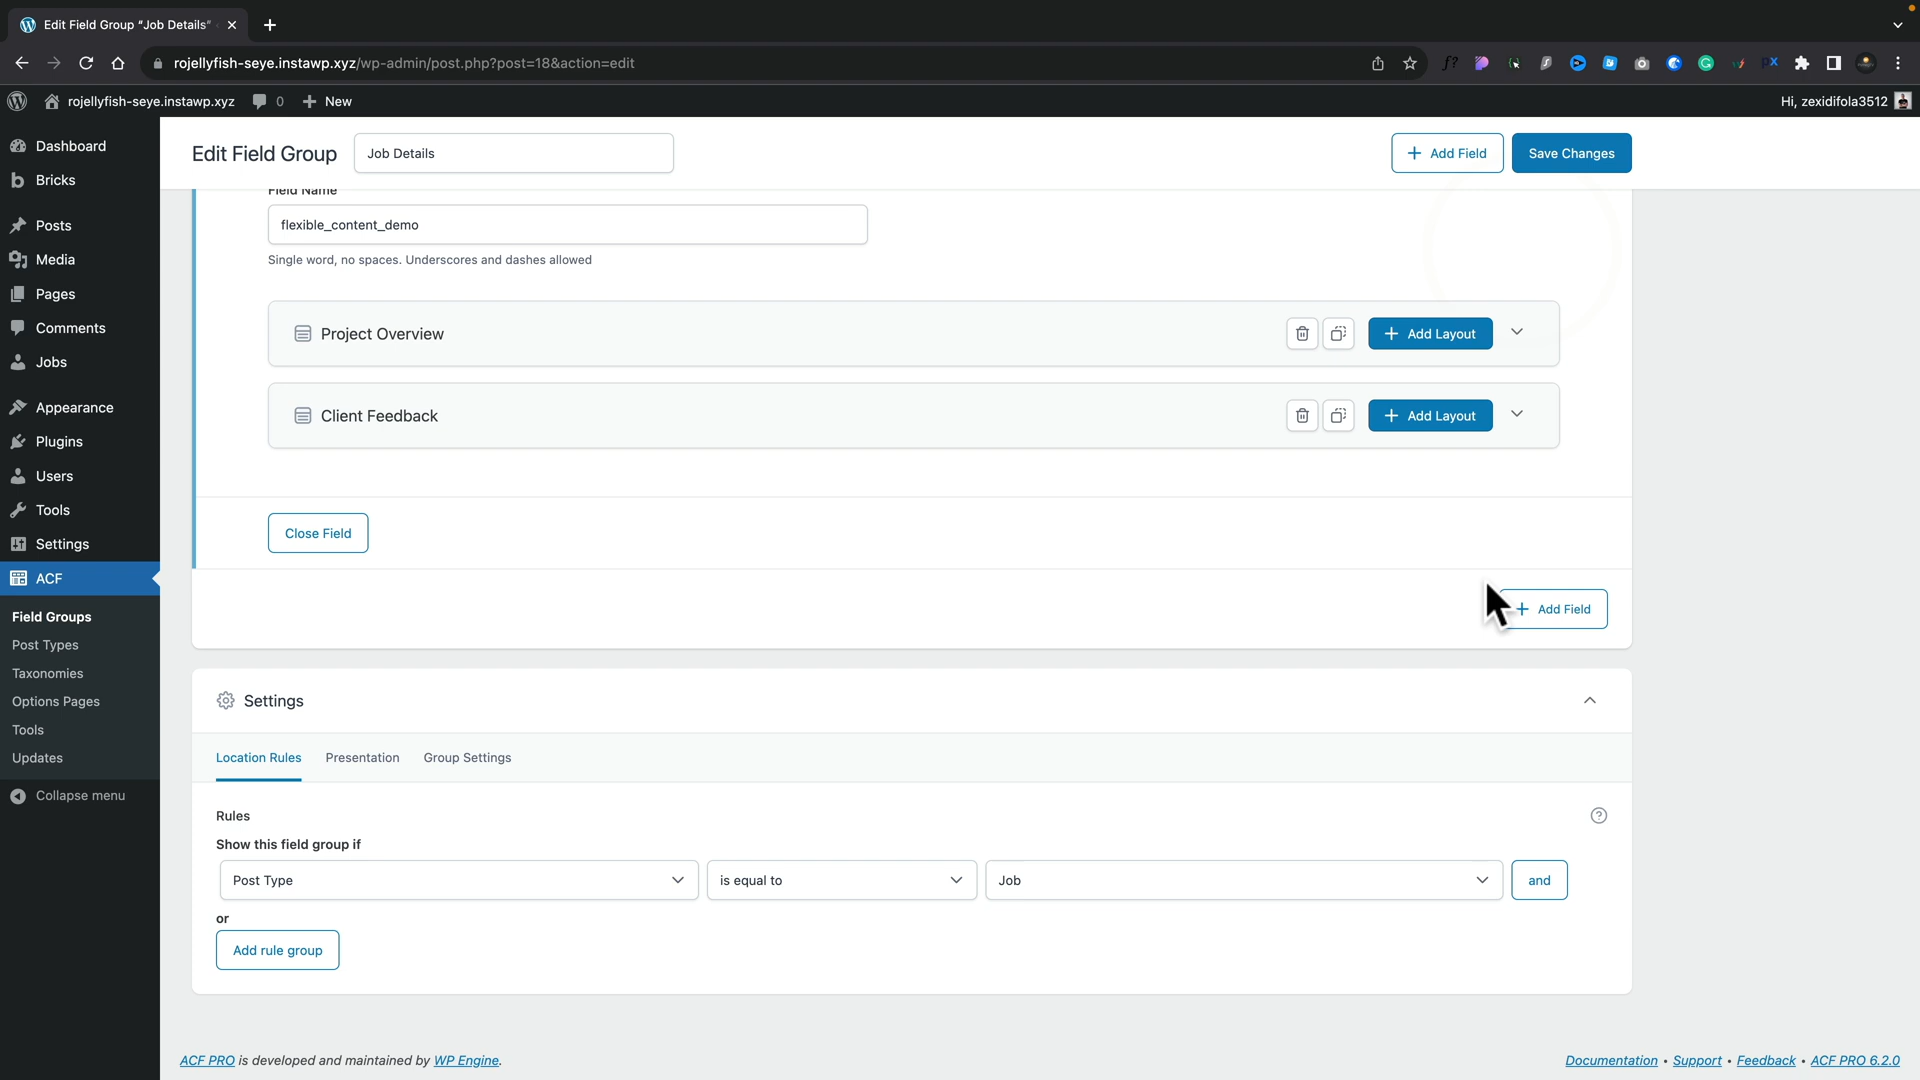 Edit Field Group "Job Details"
rojellyfish-seye.instawp.xyz/wp-admin/post.php?post=18&action=edit
rojellyfish-seye.instawp.xyz
0
New
Hi, zexidifola3512
Dashboard
Bricks
Posts
Media
Pages
Comments
Jobs
Appearance
Plugins
Users
Tools
Settings
ACF
Field Groups
Post Types
Taxonomies
Options Pages
Tools
Updates
Collapse menu
Edit Field Group
Job Details
Add Field
Save Changes
Field Name
flexible_content_demo
Single word, no spaces. Underscores and dashes allowed
Project Overview
Add Layout
Client Feedback
Add Layout
Close Field
Add Field
Settings
Location Rules
Presentation
Group Settings
Rules
Show this field group if
Post Type
is equal to
Job
and
or
Add rule group
ACF PRO is developed and maintained by WP Engine.
Documentation • Support • Feedback • ACF PRO 6.2.0